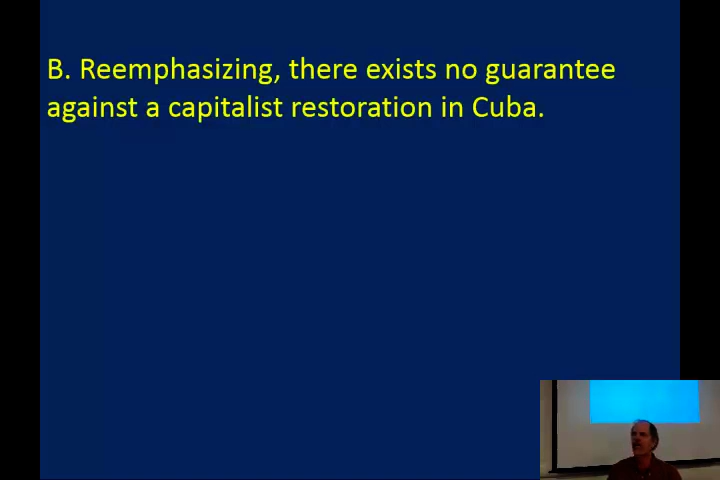 B. Reemphasizing, there exists no guarantee
against a capitalist restoration in Cuba.